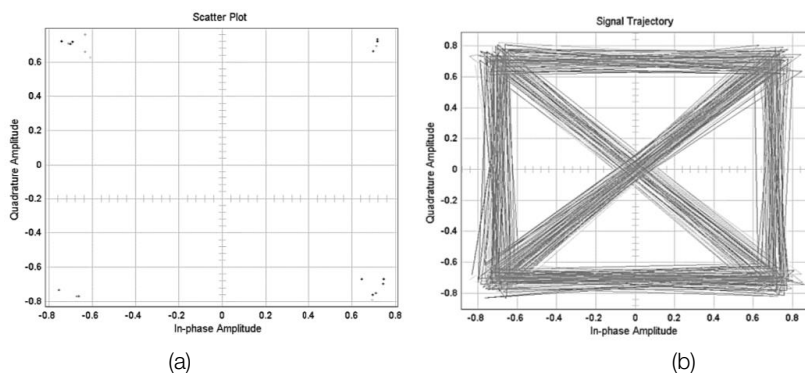 Scatter Plot
0.6
0.4
0.2
0
-0.2
-0.4
-0.6
-0.8
Quadrature Amplitude
-0.8 -0.6 -0.4 -0.2 0 0.2 0.4 0.6 0.8
In-phase Amplitude
(a)
Signal Trajectory
0.8
0.6
0.4
0.2
0
-0.2
-0.4
-0.6
-0.8
Quadrature Amplitude
-0.8 -0.6 -0.4 -0.2 0 0.2 0.4 0.6 0.8
In-phase Amplitude
(b)